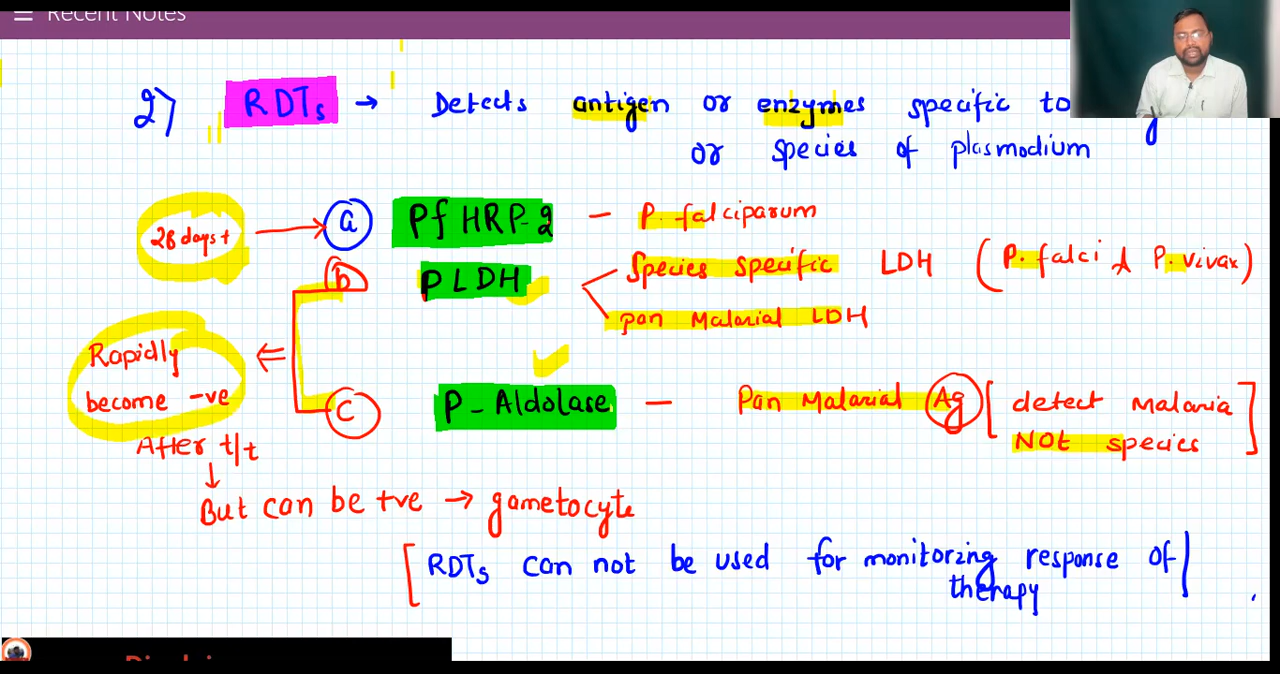 Recent Notes
2) RDTs → Detects antigen or enzymes specific to
or species of plasmodium
28 days+ → a Pf HRP-2 - P. falciparum
b PLDH Species Specific LDH (P. falci & P. vivax)
pan Malarial LDH
Rapidly
become -ve
c P-Aldolase - Pan Malarial Ag [detect Malaria
NOT species]
After t/t
But can be +ve → gametocyte
[RDTs can not be used for monitoring response of
therapy